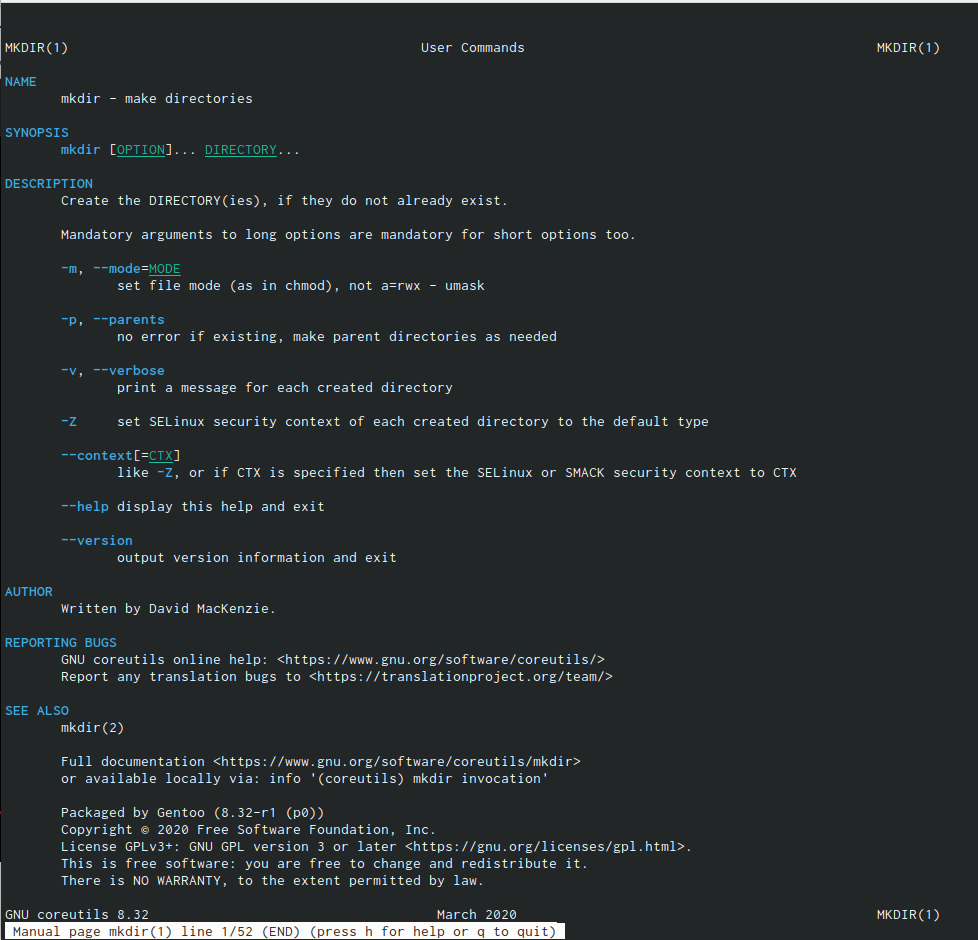 MKDIR(1) User Commands MKDIR(1)
NAME
mkdir - make directories
SYNOPSIS
mkdir [OPTION]... DIRECTORY...
DESCRIPTION
Create the DIRECTORY(ies), if they do not already exist.
Mandatory arguments to long options are mandatory for short options too.
-m, --mode=MODE
set file mode (as in chmod), not a=rwx - umask
-p, --parents
no error if existing, make parent directories as needed
-v, --verbose
print a message for each created directory
-Z set SELinux security context of each created directory to the default type
--context[=CTX]
like -Z, or if CTX is specified then set the SELinux or SMACK security context to CTX
--help display this help and exit
--version
output version information and exit
AUTHOR
Written by David MacKenzie.
REPORTING BUGS
GNU coreutils online help: <https://www.gnu.org/software/coreutils/>
Report any translation bugs to <https://translationproject.org/team/>
SEE ALSO
mkdir(2)
Full documentation <https://www.gnu.org/software/coreutils/mkdir>
or available locally via: info '(coreutils) mkdir invocation'
Packaged by Gentoo (8.32-r1 (p0))
Copyright © 2020 Free Software Foundation, Inc.
License GPLv3+: GNU GPL version 3 or later <https://gnu.org/licenses/gpl.html>.
This is free software: you are free to change and redistribute it.
There is NO WARRANTY, to the extent permitted by law.
GNU coreutils 8.32 March 2020 MKDIR(1)
Manual page mkdir(1) line 1/52 (END) (press h for help or q to quit)